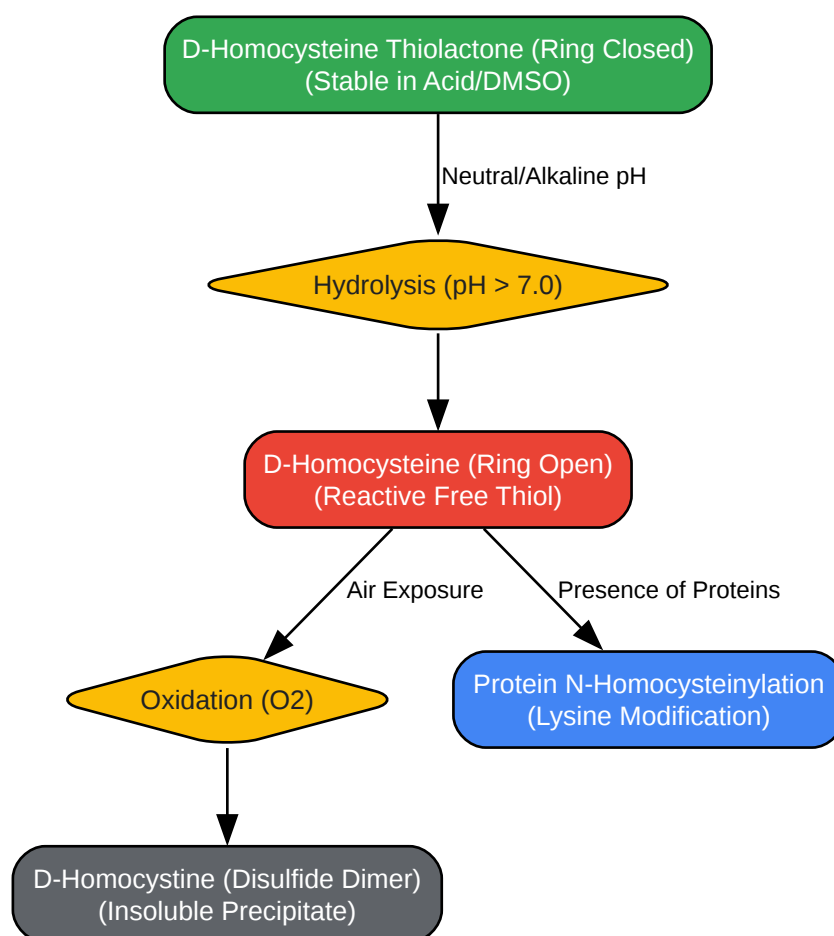 D-Homocysteine Thiolactone (Ring Closed)
(Stable in Acid/DMSO)
Neutral/Alkaline pH
Hydrolysis (pH > 7.0)
D-Homocysteine (Ring Open)
(Reactive Free Thiol)
Air Exposure
Presence of Proteins
Oxidation (O2)
Protein N-Homocysteinylation
(Lysine Modification)
D-Homocystine (Disulfide Dimer)
(Insoluble Precipitate)